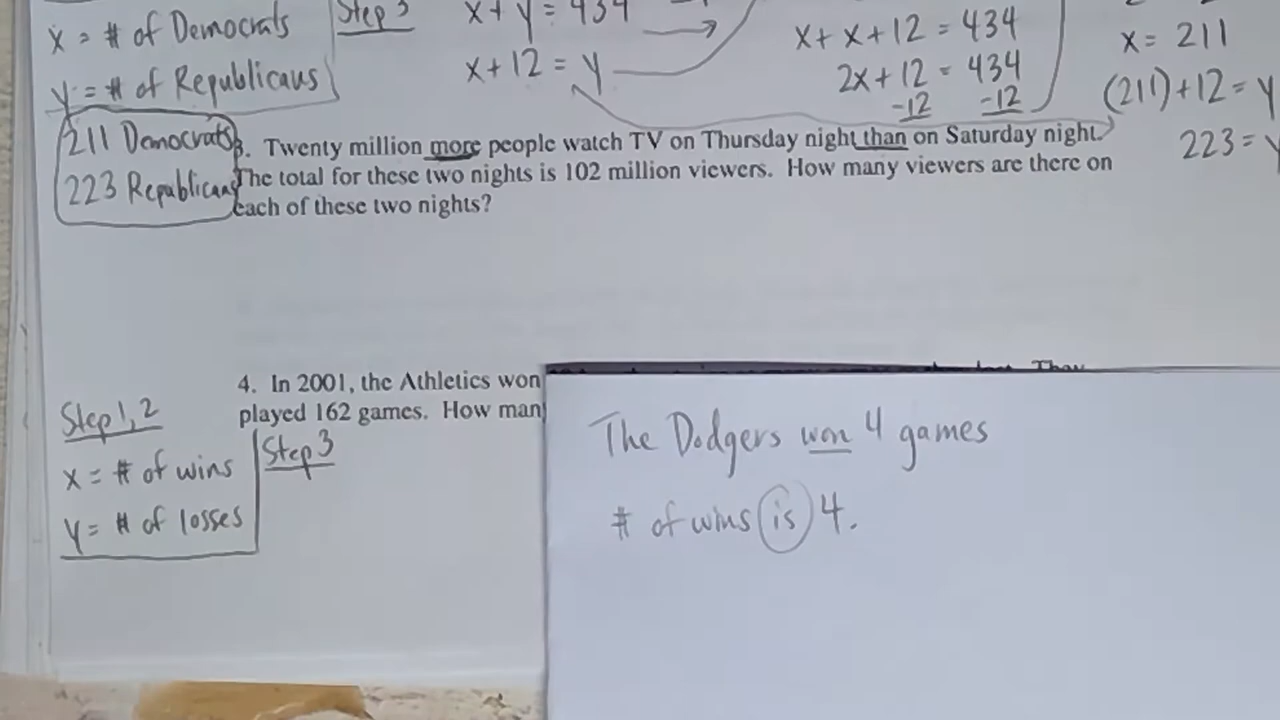 x = # of Democrats
y = # of Republicans
Step 3
x + y = 434
x + 12 = y
x + x + 12 = 434
2x + 12 = 434
-12 -12
x = 211
(211) + 12 = y
223 = y
211 Democrats
223 Republicans
3. Twenty million more people watch TV on Thursday night than on Saturday night.
The total for these two nights is 102 million viewers. How many viewers are there on
each of these two nights?
4. In 2001, the Athletics won
played 162 games. How many
Step 1,2
x = # of wins
y = # of losses
Step 3
The Dodgers won 4 games
# of wins is 4.